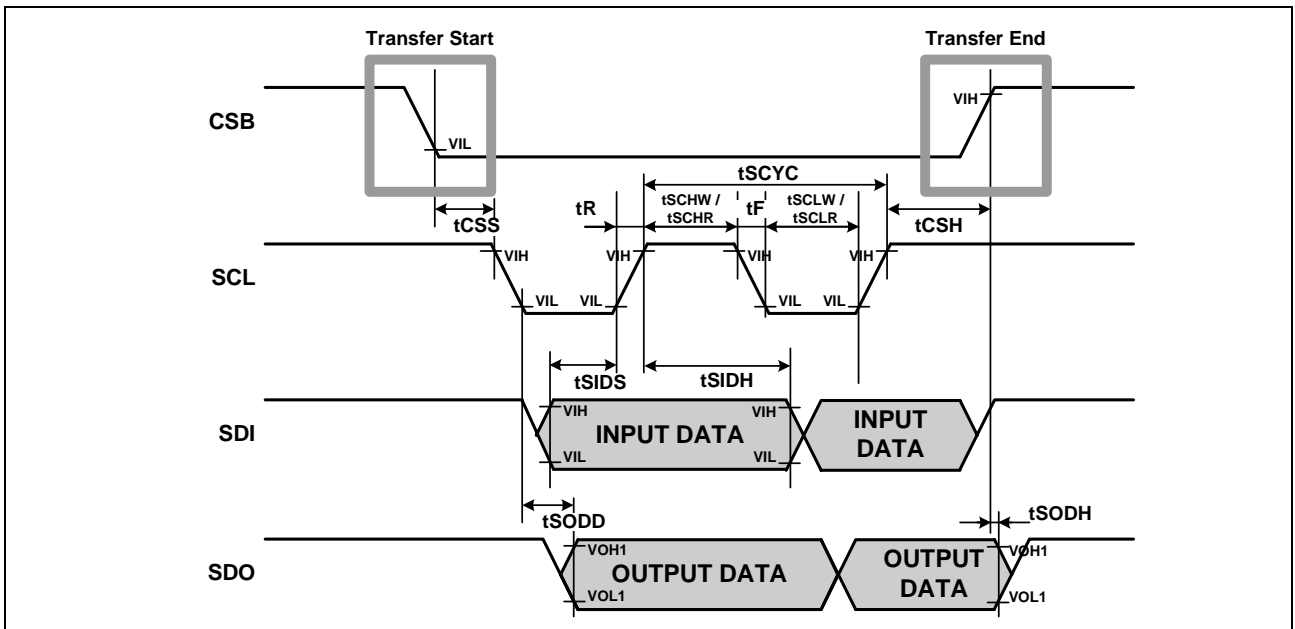 Transfer Start
Transfer End
CSB
VIL
VIH
tSCYC
tCSS
tR
tSCHW /
tSCHR
tF
tSCLW /
tSCLR
tCSH
SCL
VIH
VIH
VIH
VIH
VIL
VIL
VIL
VIL
tSIDS
tSIDH
SDI
VIH
VIH
VIL
VIL
INPUT DATA
INPUT
DATA
tSODD
tSODH
SDO
VOH1
VOL1
OUTPUT DATA
OUTPUT
DATA
VOH1
VOL1